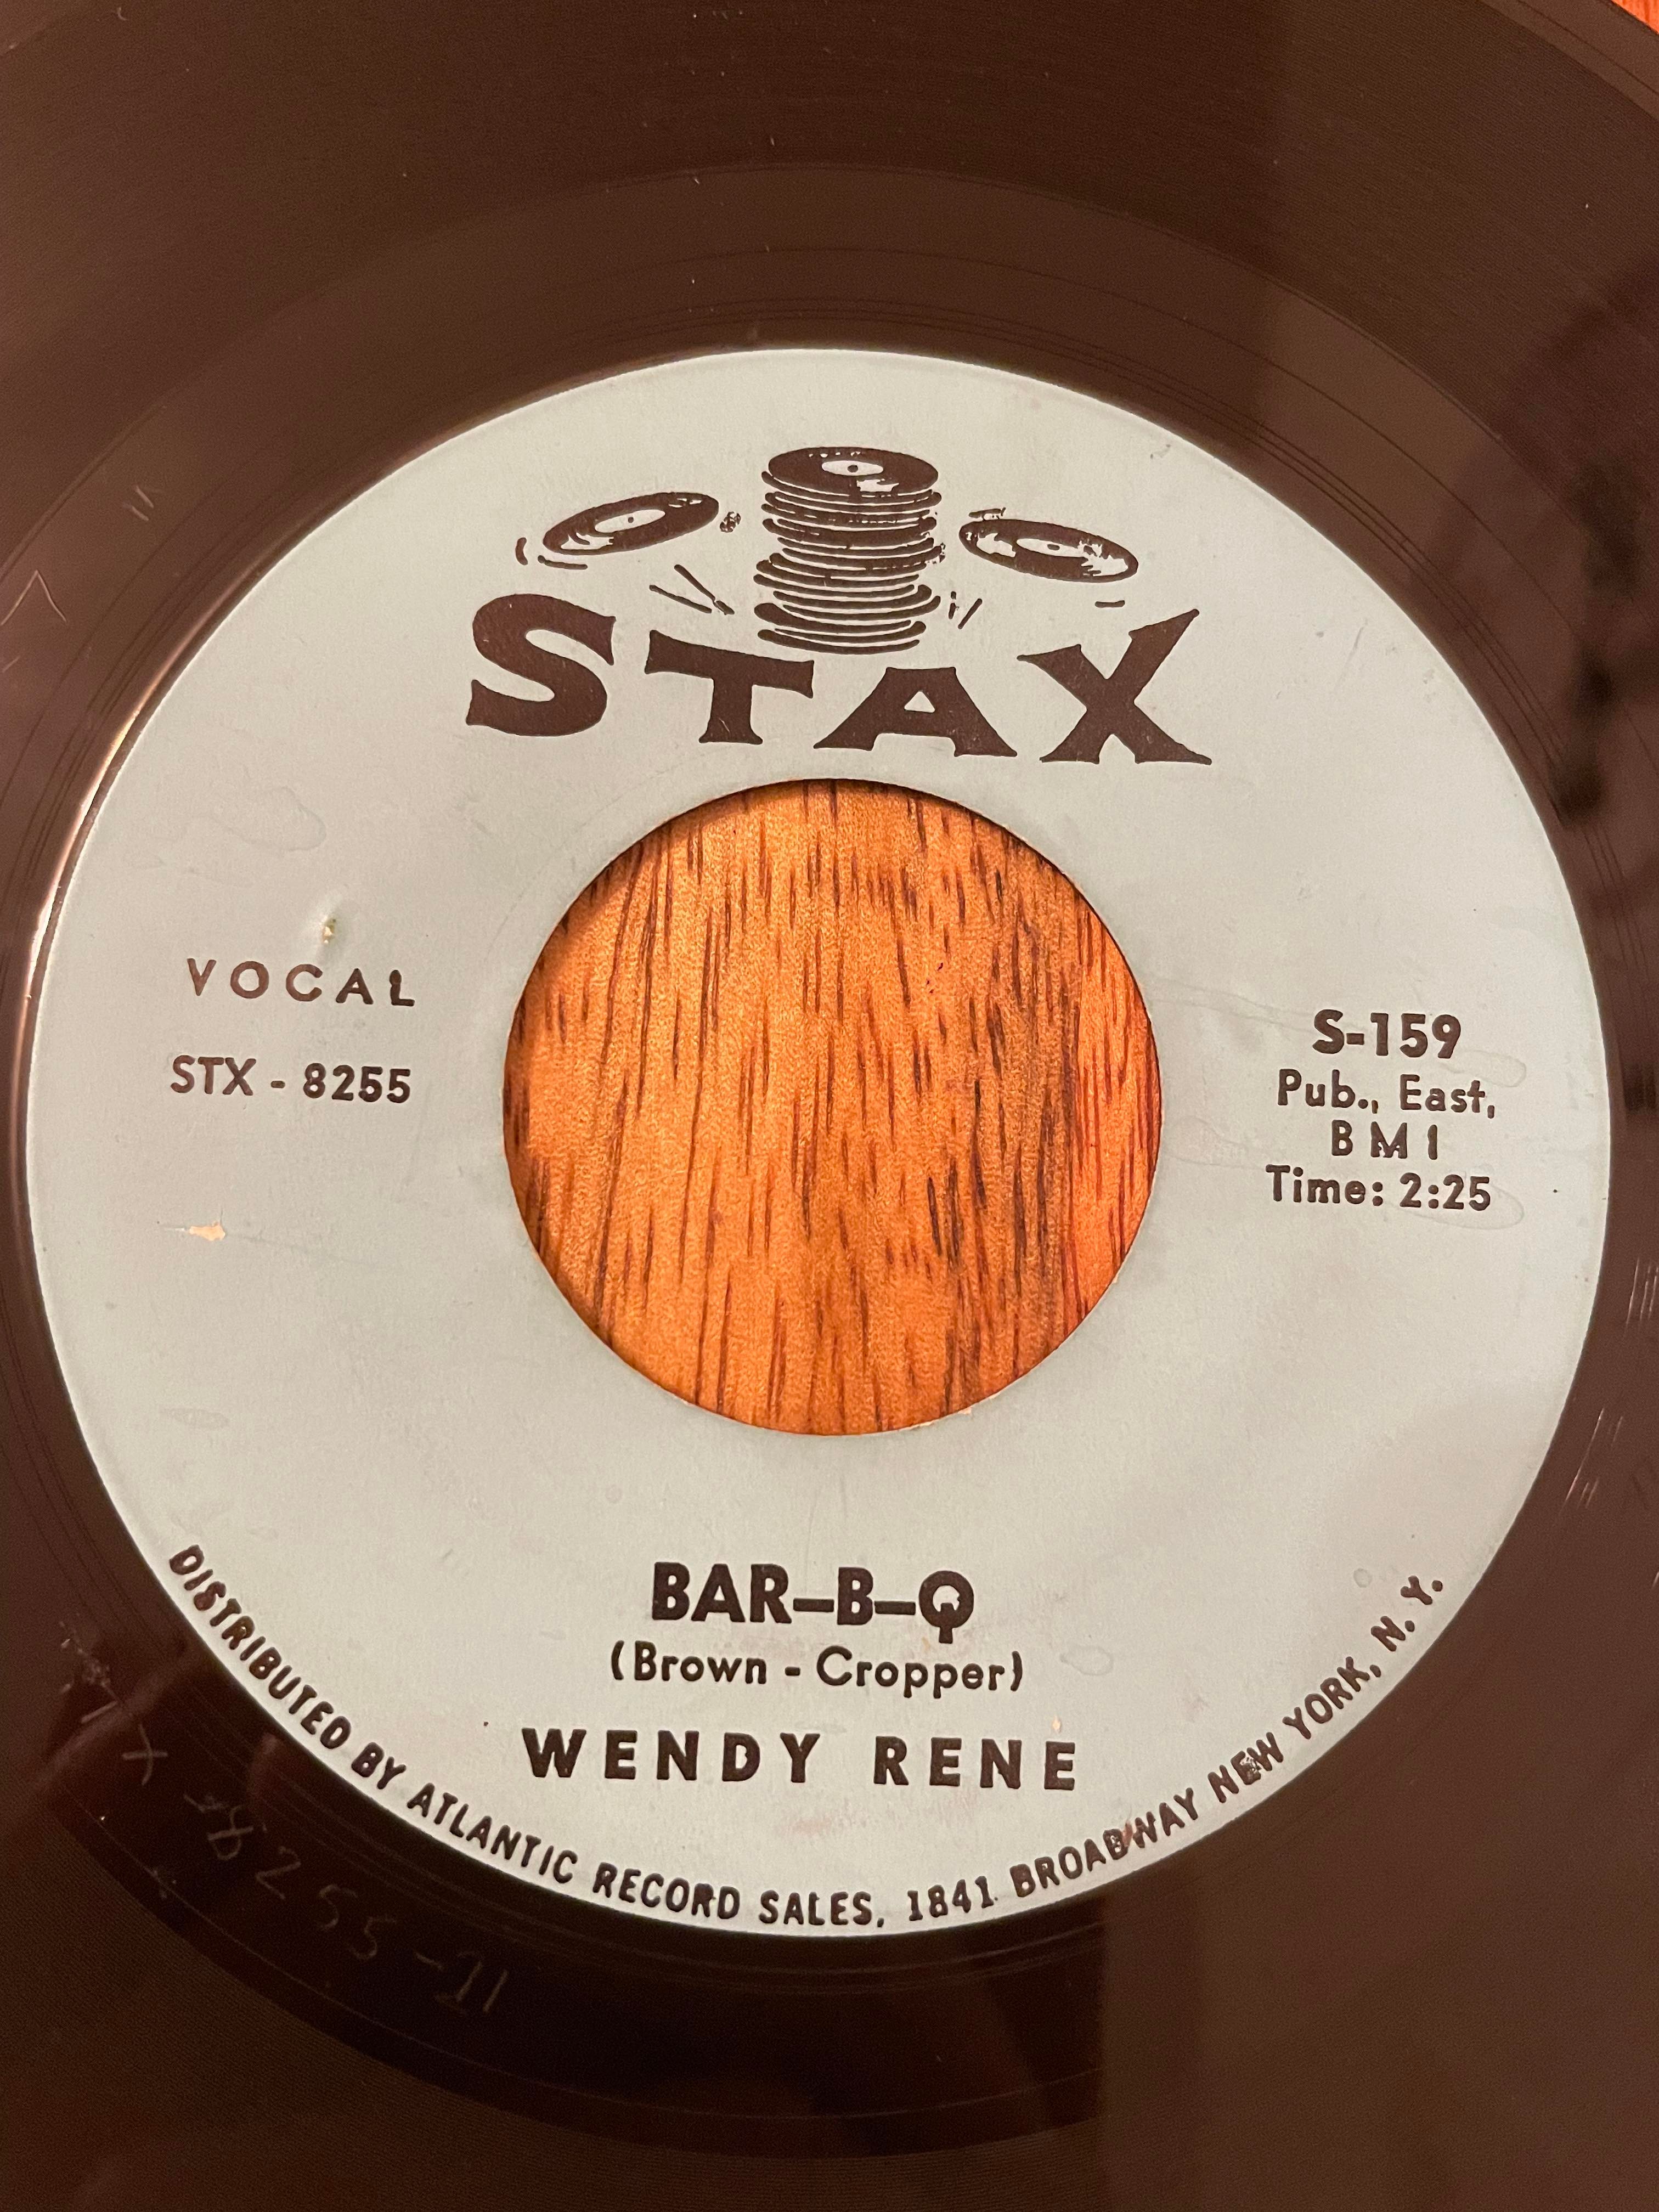 STAX
VOCAL
STX - 8255
S-159
Pub., East,
BMI
Time: 2:25
BAR-B-Q
(Brown - Cropper)
WENDY RENE
DISTRIBUTED BY ATLANTIC RECORD SALES, 1841 BROADWAY NEW YORK, N. Y.